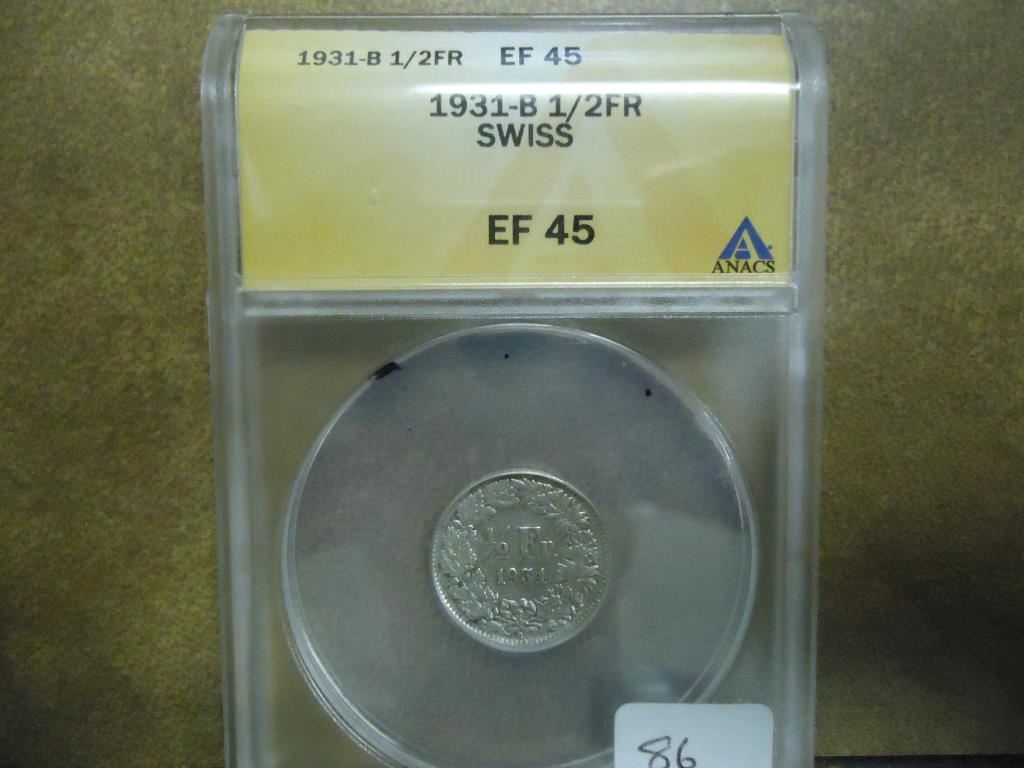 1931-B 1/2FR EF 45
1931-B 1/2FR
SWISS
EF 45
ANACS
½ Fr.
1931
B
86